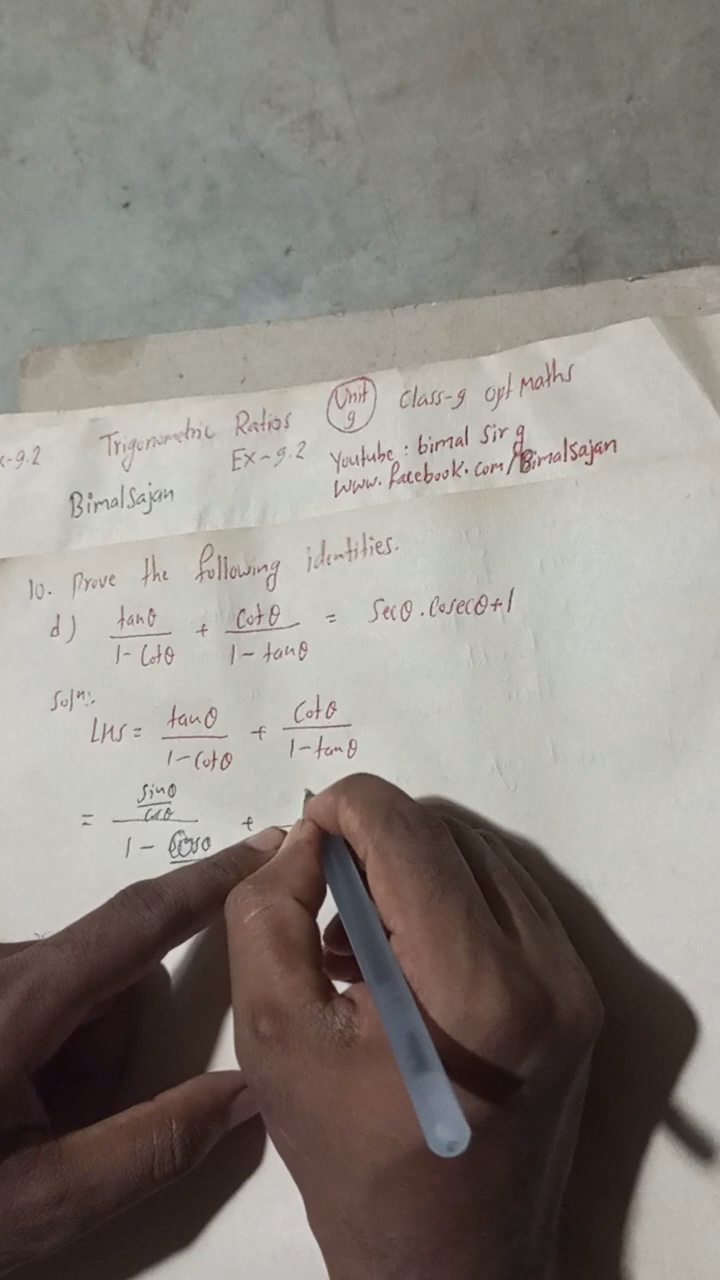 x-9.2 Trigonometric Ratios Unit 9 Class-9 opt Maths
Ex-9.2 Youtube: bimal sir 9
BimalSajan www.facebook.com/BimalSajan
10. Prove the following identities.
d) tanθ/1-Cotθ + Cotθ/1-tanθ = Secθ.Cosecθ+1
Solⁿ:
LHS = tanθ/1-Cotθ + Cotθ/1-tanθ
= sinθ/cosθ/1- Cosθ +